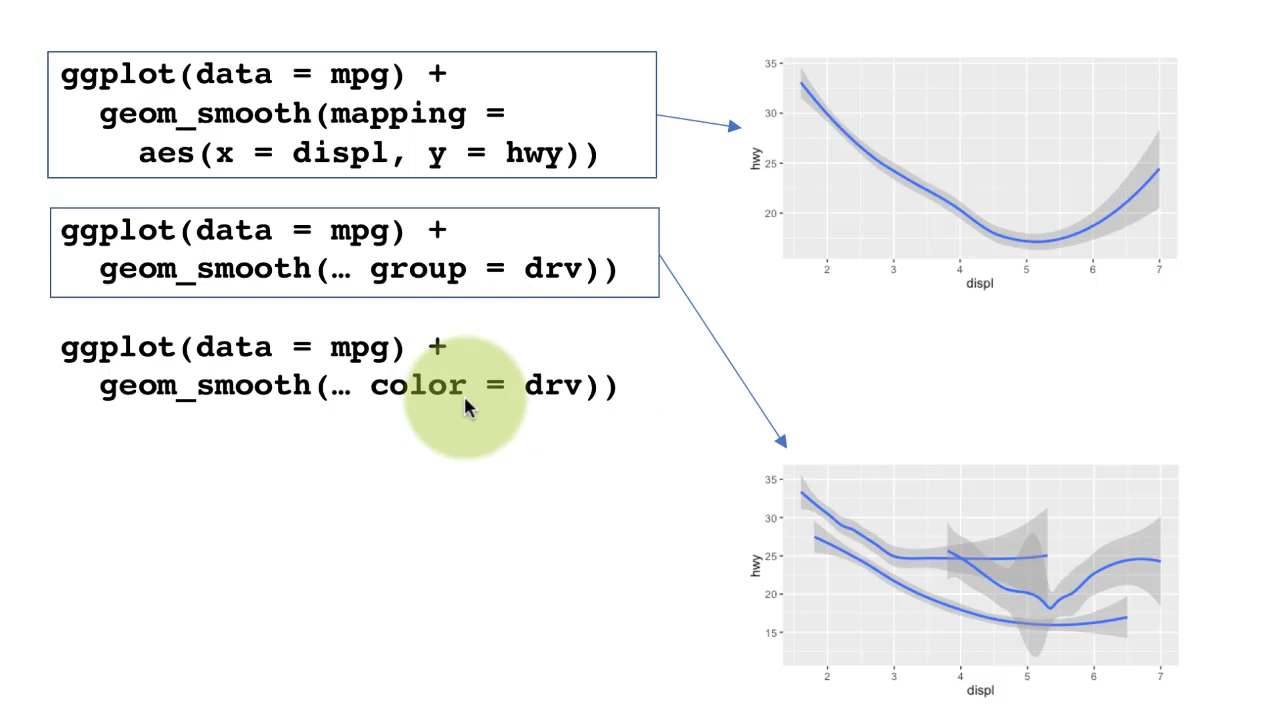 ggplot(data = mpg) +
geom_smooth(mapping =
aes(x = displ, y = hwy))
ggplot(data = mpg) +
geom_smooth(… group = drv))
ggplot(data = mpg) +
geom_smooth(… color = drv))
35
30
25
20
hwy
2 3 4 5 6 7
displ
35
30
25
20
15
hwy
2 3 4 5 6 7
displ